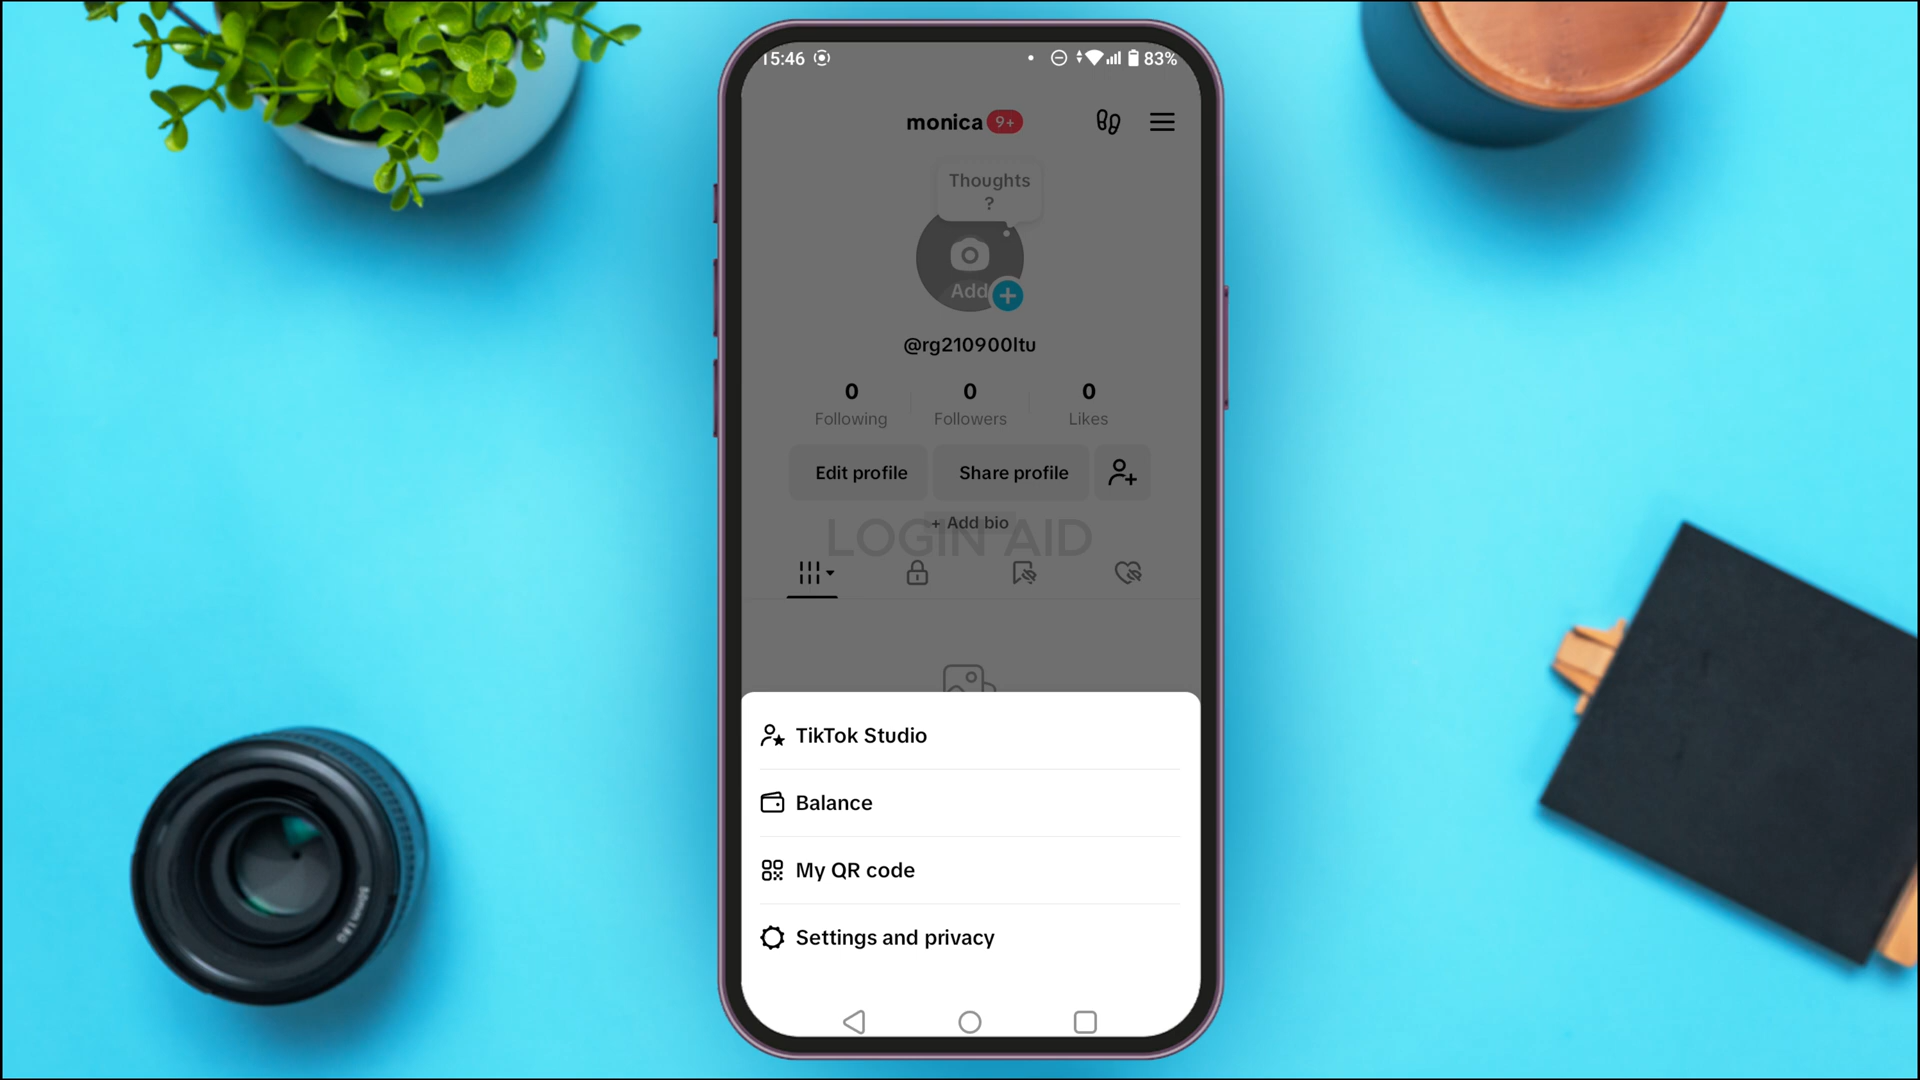 15:46
83%
monica 9+
Thoughts
?
Add
@rg210900ltu
0 0 0
Following Followers Likes
Edit profile Share profile
+ Add bio
LOGIN AID
TikTok Studio
Balance
My QR code
Settings and privacy